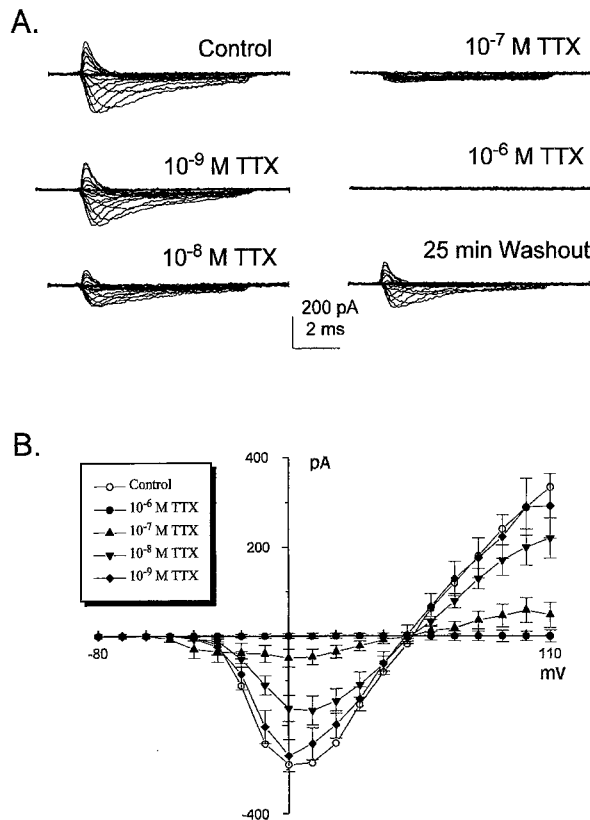 A.
Control
10⁻⁷ M TTX
10⁻⁹ M TTX
10⁻⁶ M TTX
10⁻⁸ M TTX
25 min Washout
200 pA
2 ms
B.
400
pA
Control
10⁻⁶ M TTX
10⁻⁷ M TTX
10⁻⁸ M TTX
10⁻⁹ M TTX
200
-80
110
mV
-400